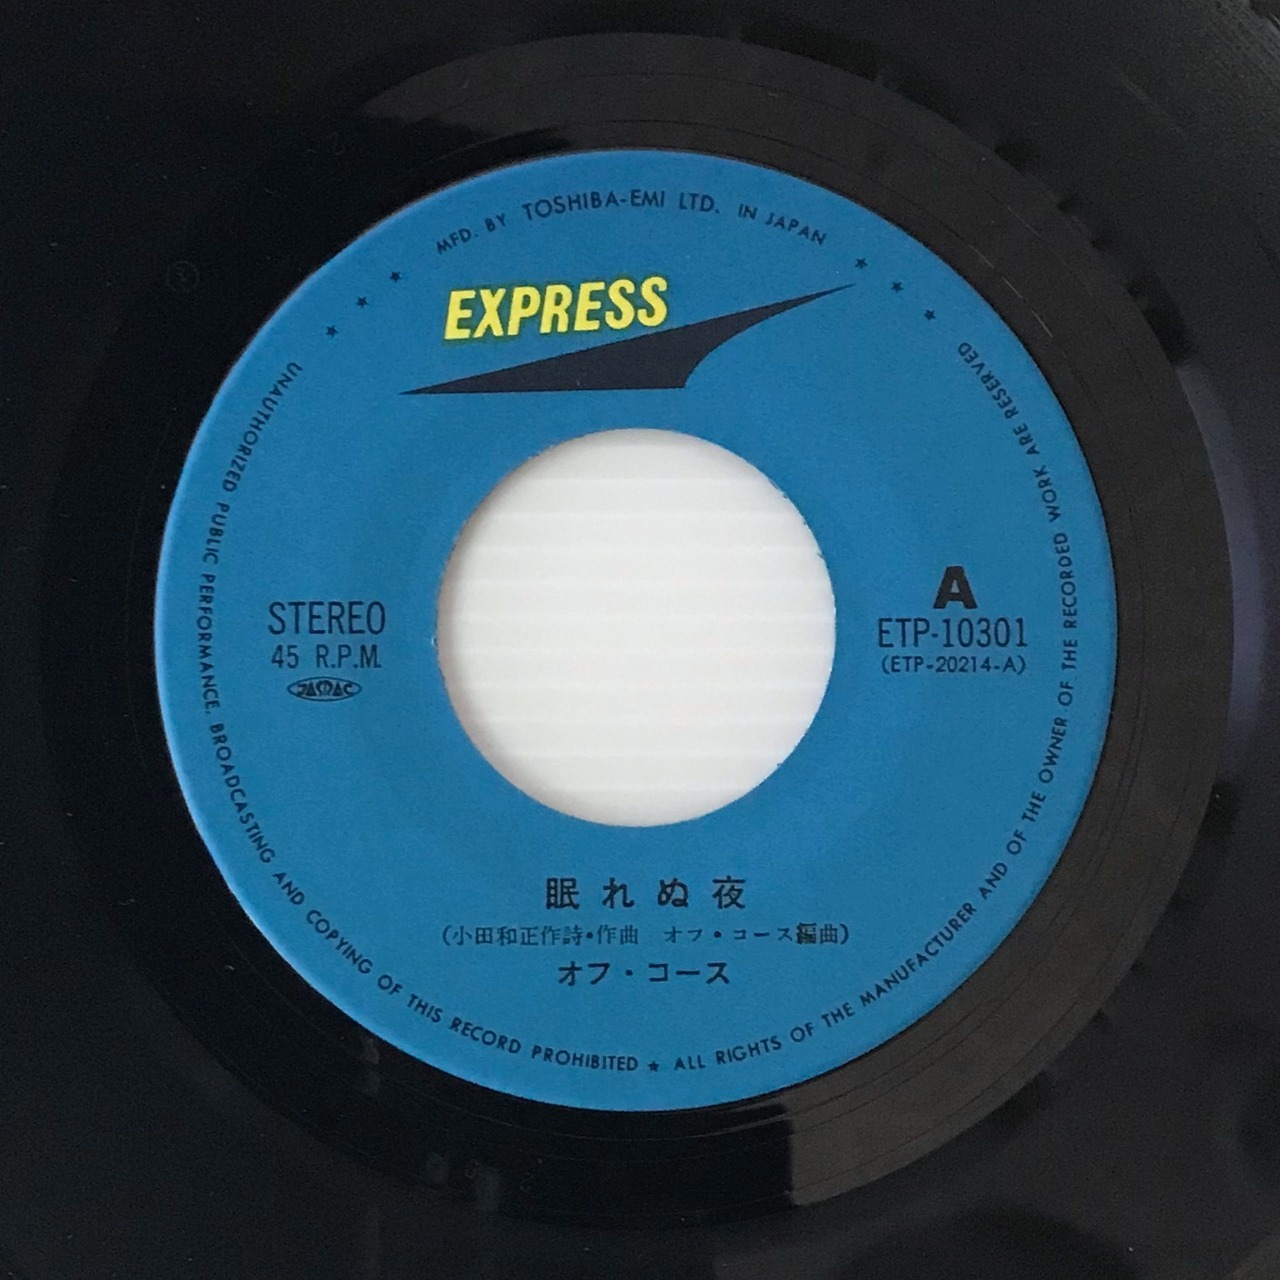 MFD. BY TOSHIBA-EMI LTD. IN JAPAN
EXPRESS
STEREO
45 R.P.M.
JASRAC
A
ETP-10301
(ETP-20214-A)
眠れぬ夜
(小田和正作詩・作曲 オフ・コース編曲)
オフ・コース
UNAUTHORIZED PUBLIC PERFORMANCE. BROADCASTING AND COPYING OF THIS RECORD PROHIBITED ★ ALL RIGHTS OF THE MANUFACTURER AND OF THE OWNER OF THE RECORDED WORK ARE RESERVED